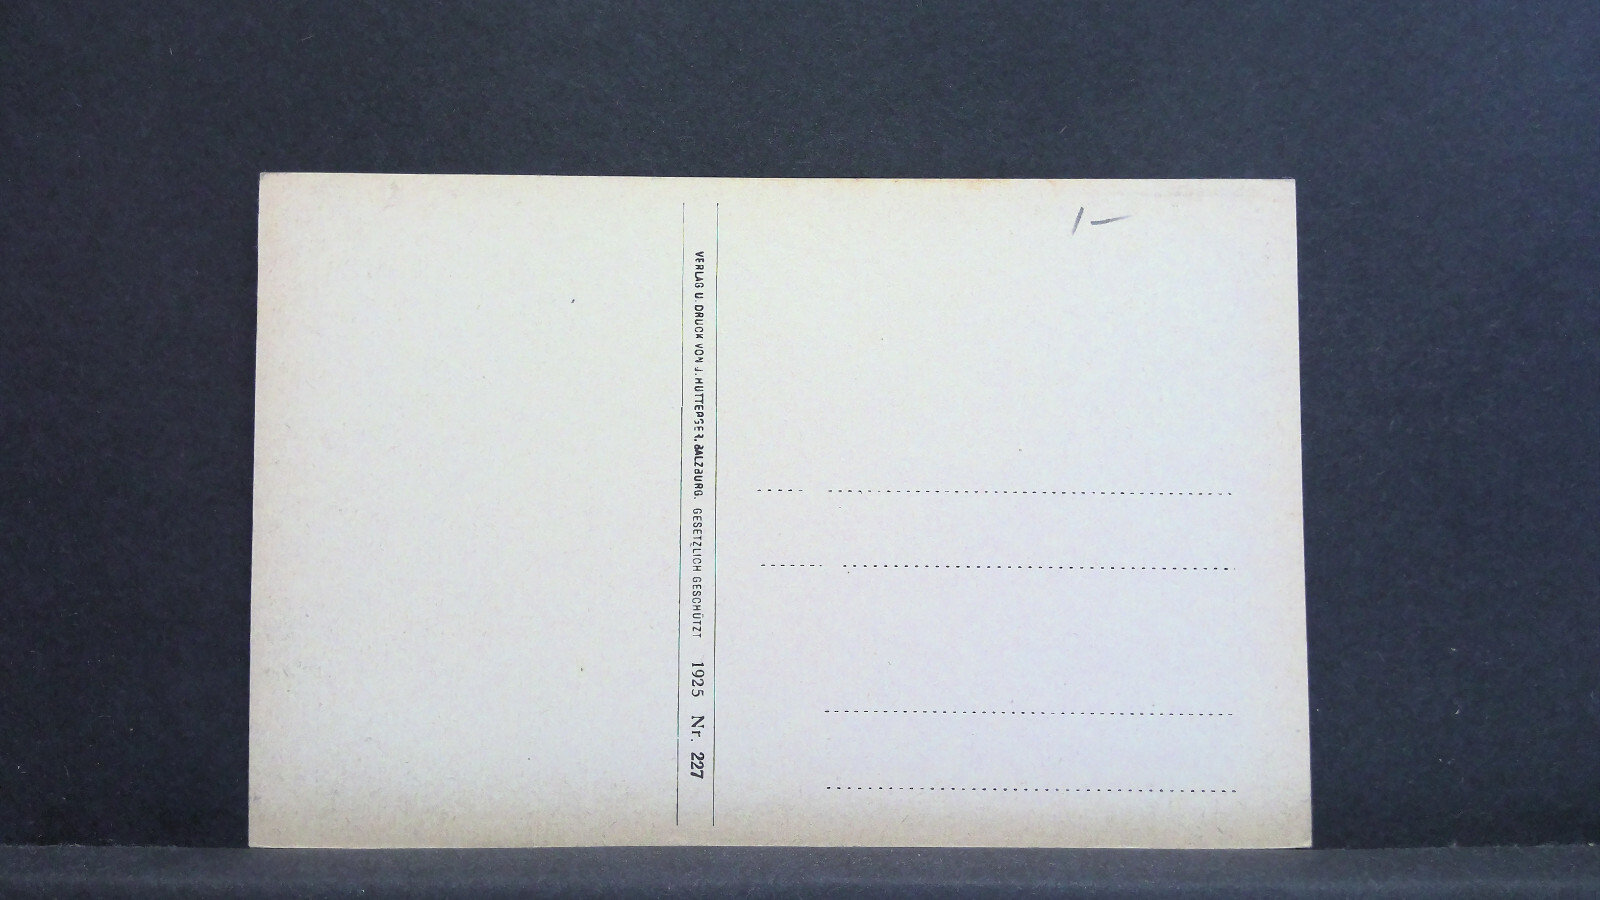 VERLAG U. DRUCK VON J. HUTTEGGER, SALZBURG. GESETZLICH GESCHÜTZT 1925 Nr. 227
1–